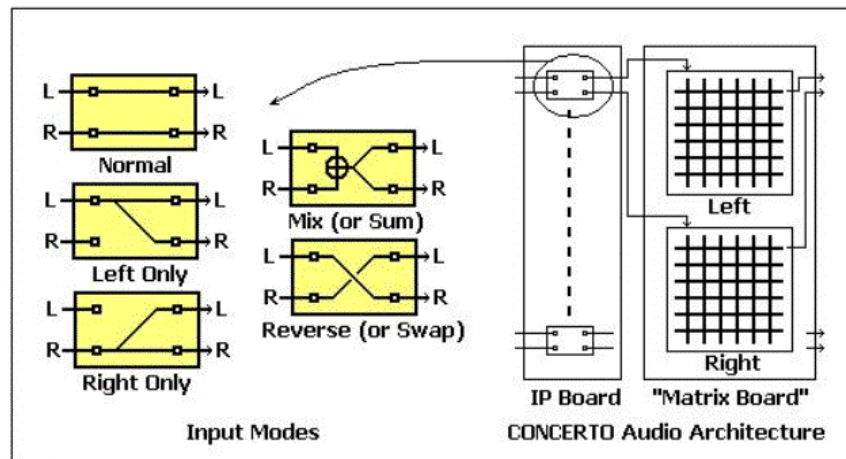 L
L
R
R
Normal
L
L
R
R
Left Only
L
L
R
R
Right Only
L
L
R
R
Mix (or Sum)
L
L
R
R
Reverse (or Swap)
Left
Right
IP Board
"Matrix Board"
Input Modes
CONCERTO Audio Architecture